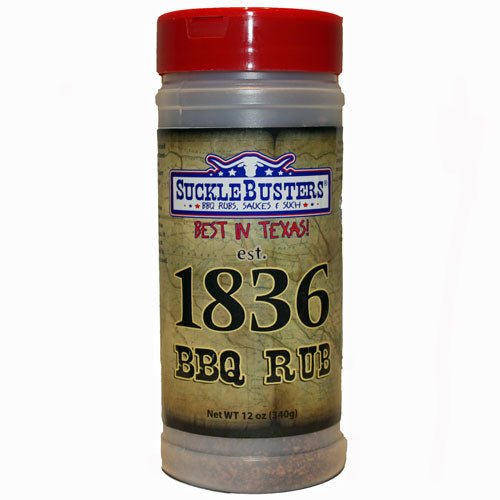 SUCKLEBUSTERS®
BBQ RUBS, SAUCES & SUCH
BEST IN TEXAS!
est.
1836
BBQ RUB
Net WT 12 oz (340g)